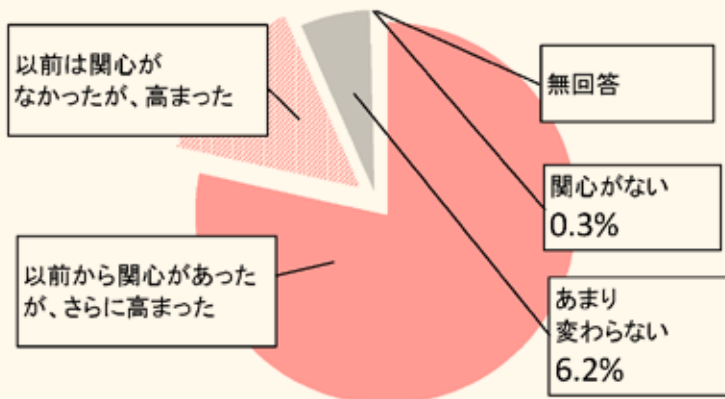 以前は関心が
なかったが、高まった
無回答
関心がない
0.3%
以前から関心があった
が、さらに高まった
あまり
変わらない
6.2%